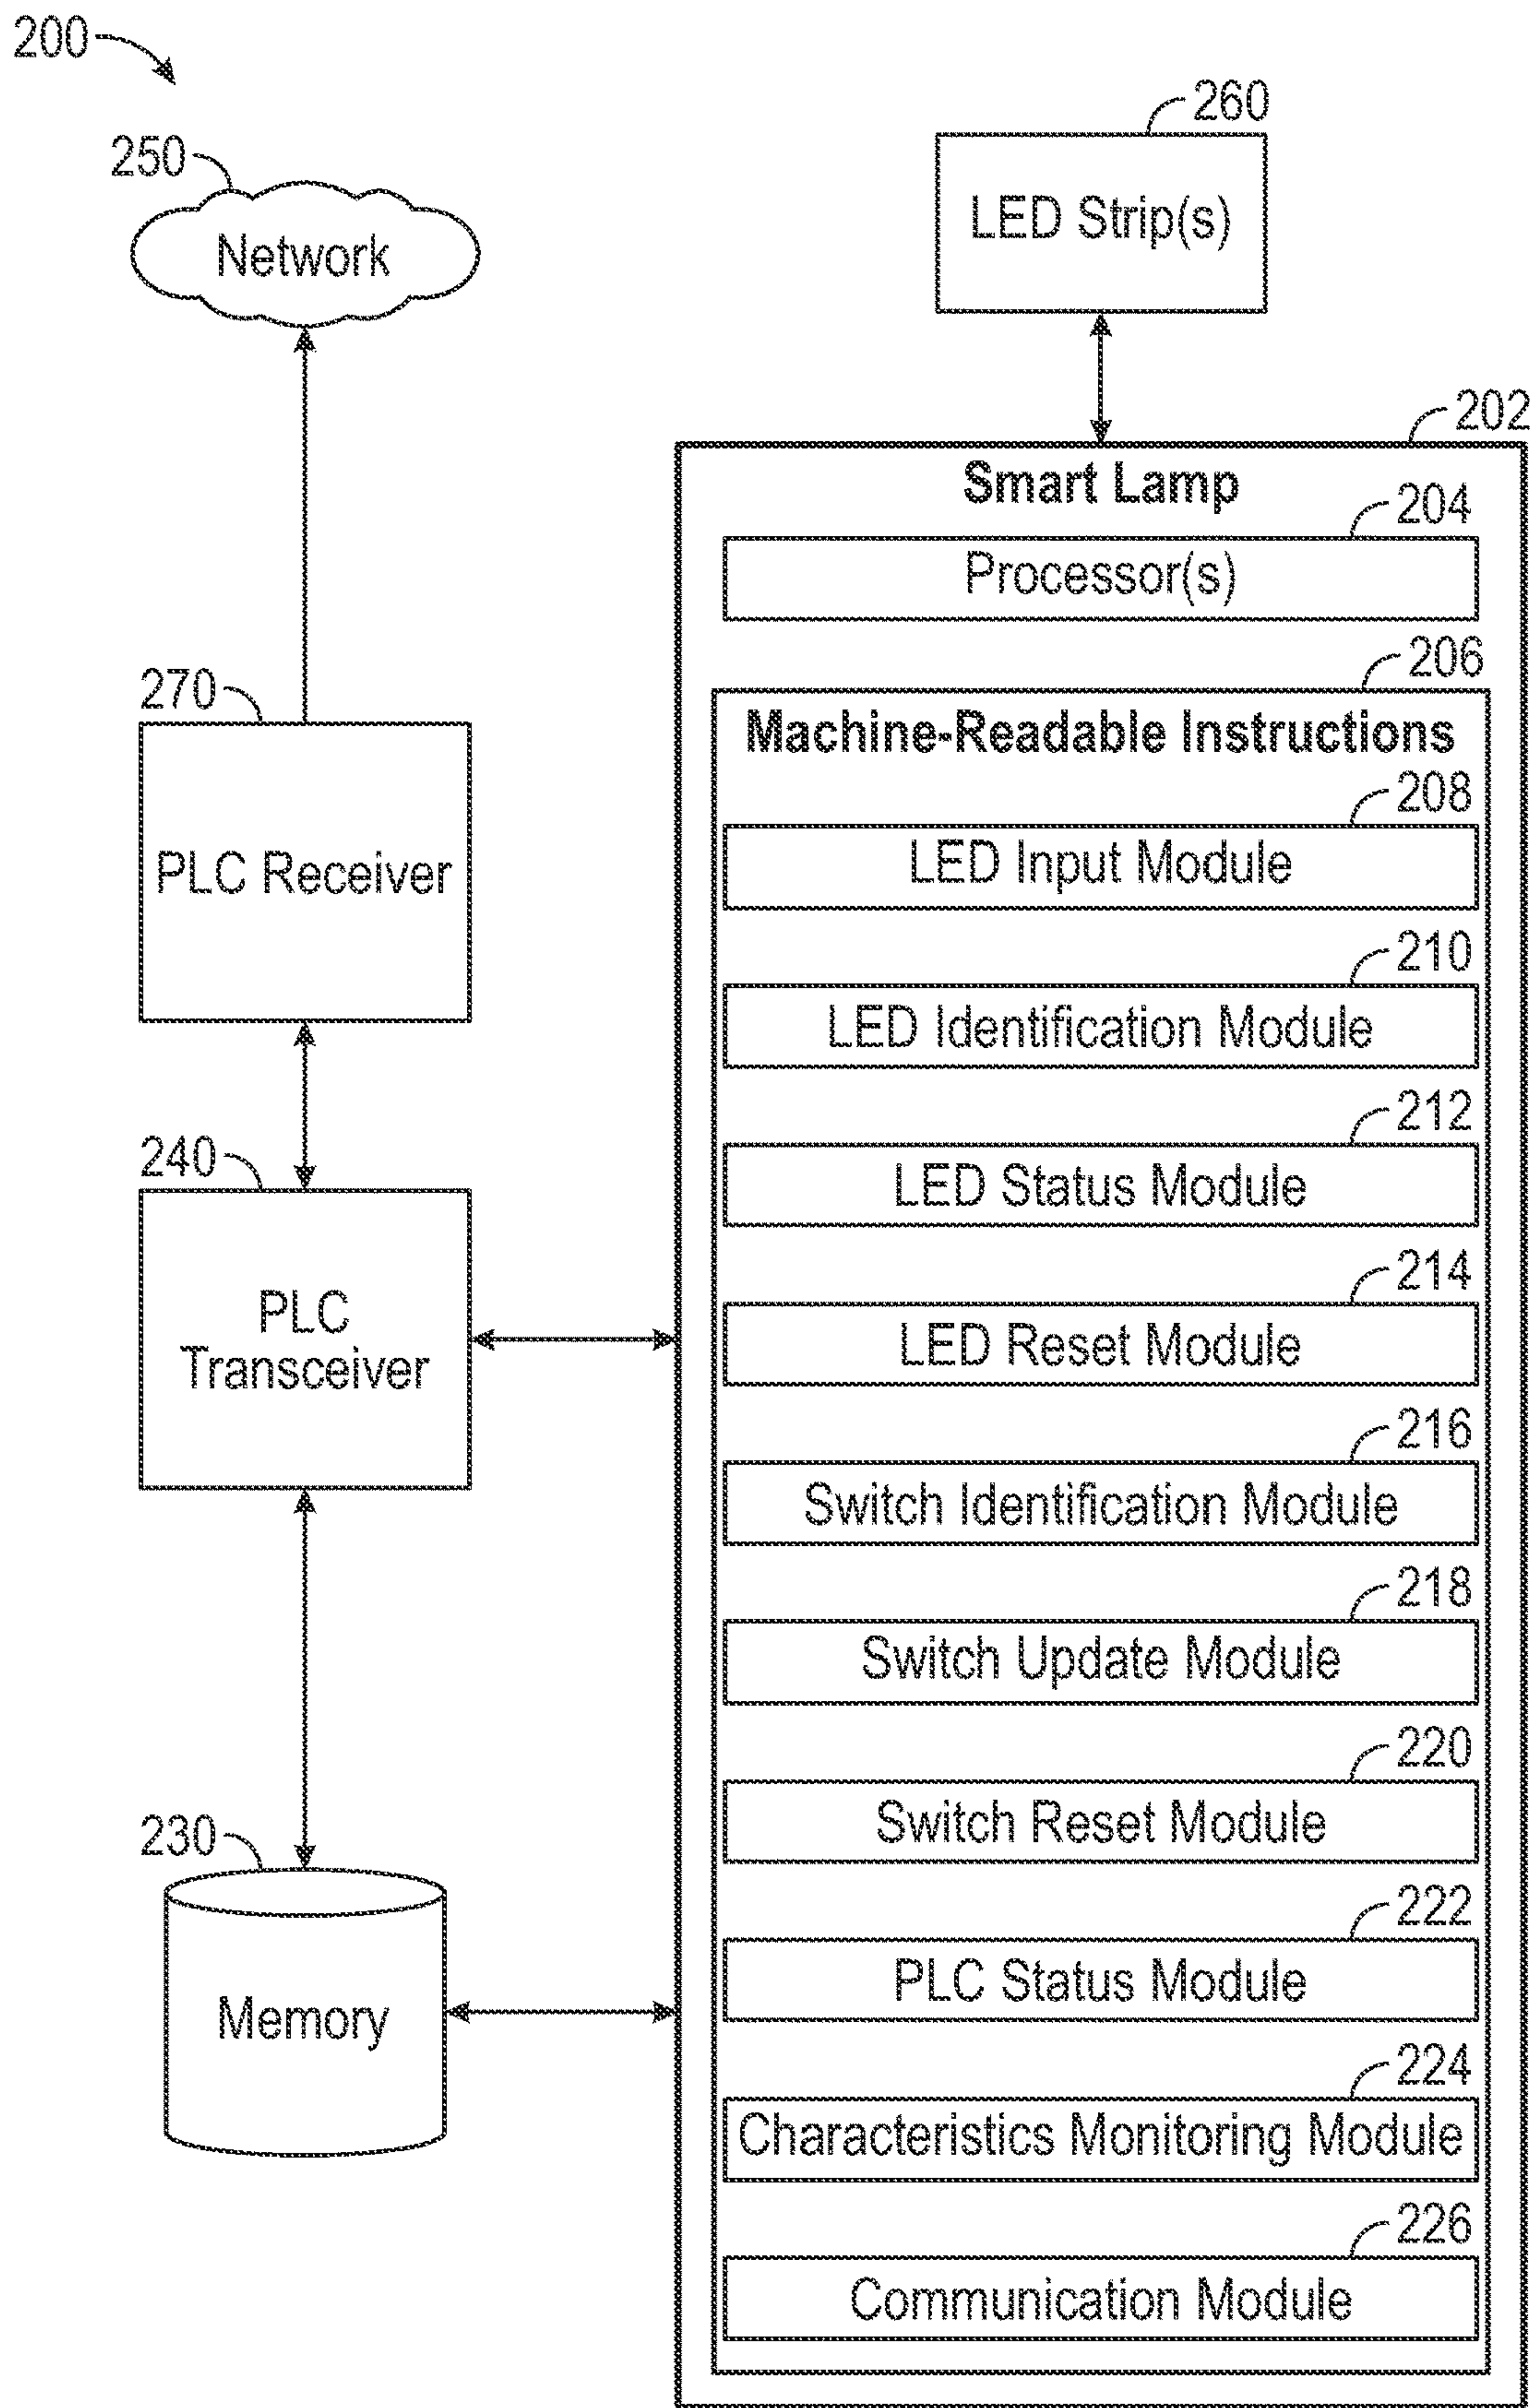 200
250
Network
260
LED Strip(s)
202
Smart Lamp
204
Processor(s)
206
Machine-Readable Instructions
208
LED Input Module
210
LED Identification Module
212
LED Status Module
214
LED Reset Module
216
Switch Identification Module
218
Switch Update Module
220
Switch Reset Module
222
PLC Status Module
224
Characteristics Monitoring Module
226
Communication Module
270
PLC Receiver
240
PLC
Transceiver
230
Memory